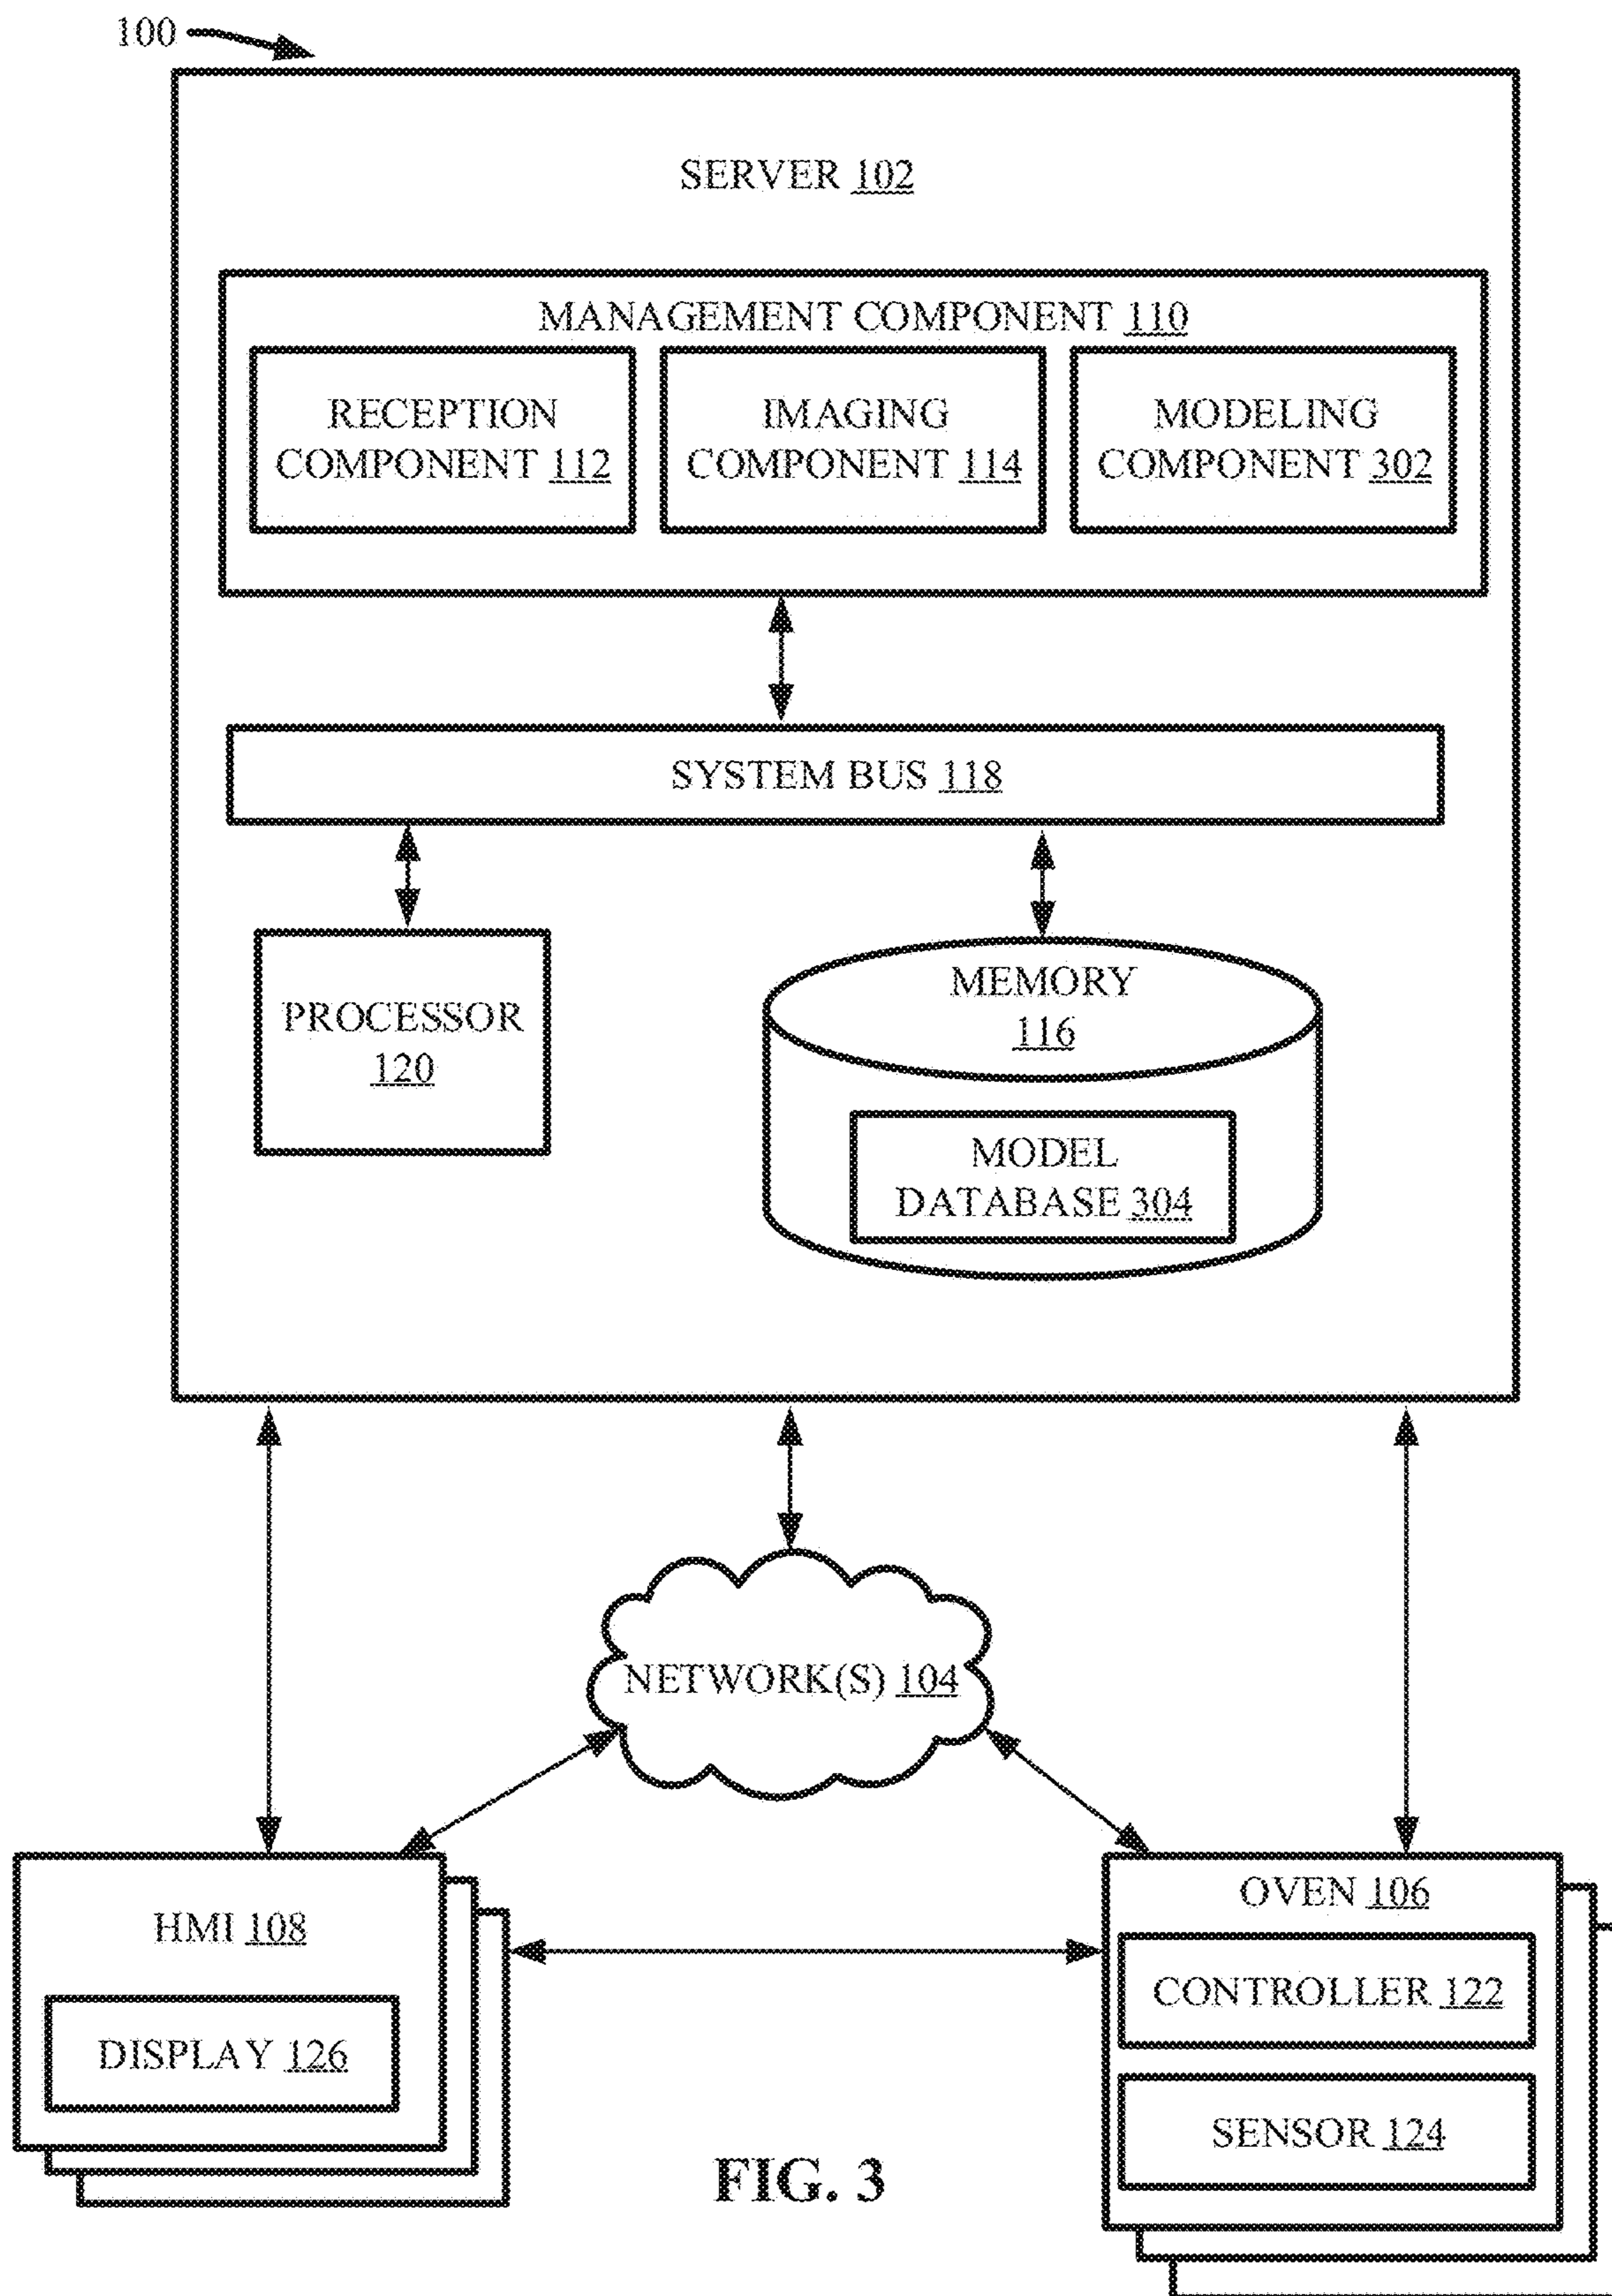 100
SERVER 102
MANAGEMENT COMPONENT 110
RECEPTION
COMPONENT 112
IMAGING
COMPONENT 114
MODELING
COMPONENT 302
SYSTEM BUS 118
PROCESSOR
120
MEMORY
116
MODEL
DATABASE 304
NETWORK(S) 104
HMI 108
DISPLAY 126
OVEN 106
CONTROLLER 122
SENSOR 124
FIG. 3